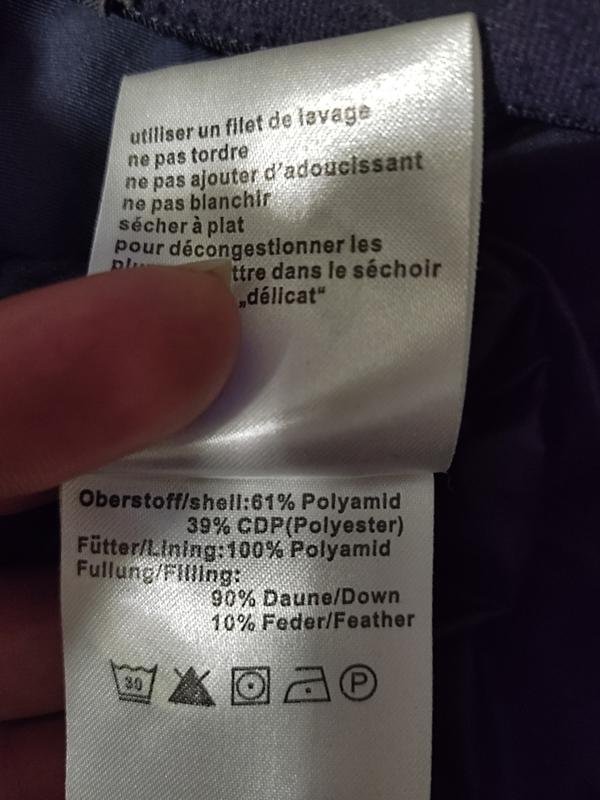 utiliser un filet de lavage
ne pas tordre
ne pas ajouter d'adoucissant
ne pas blanchir
sécher à plat
pour décongestionner les
ttre dans le séchoir
„délicat“
Oberstoff/shell:61% Polyamid
39% CDP(Polyester)
Fütter/Lining:100% Polyamid
Fullung/Filling:
90% Daune/Down
10% Feder/Feather
30 P